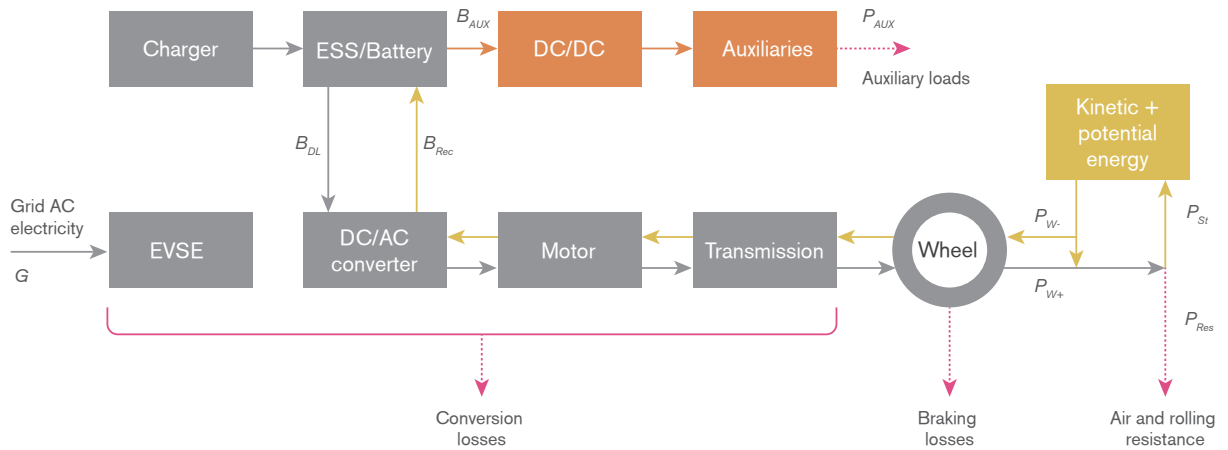 B_AUX
P_AUX
Charger
ESS/Battery
DC/DC
Auxiliaries
Auxiliary loads
Kinetic +
potential
energy
B_DL
B_Rec
Grid AC
electricity
G
EVSE
DC/AC
converter
Motor
Transmission
Wheel
P_W-
P_St
P_W+
P_Res
Conversion
losses
Braking
losses
Air and rolling
resistance